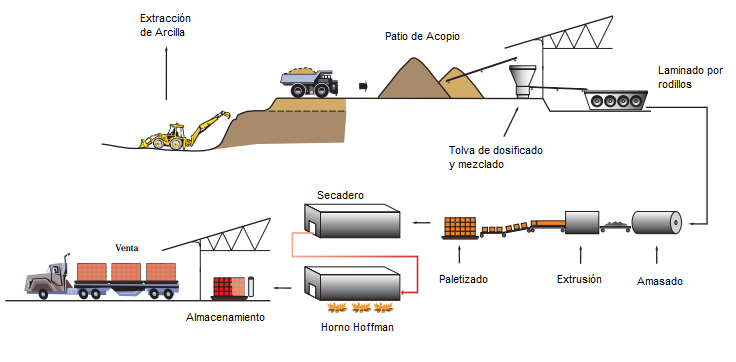 Extracción
de Arcilla
Patio de Acopio
Laminado por
rodillos
Tolva de dosificado
y mezclado
Secadero
Venta
Paletizado
Extrusión
Amasado
Almacenamiento
Horno Hoffman